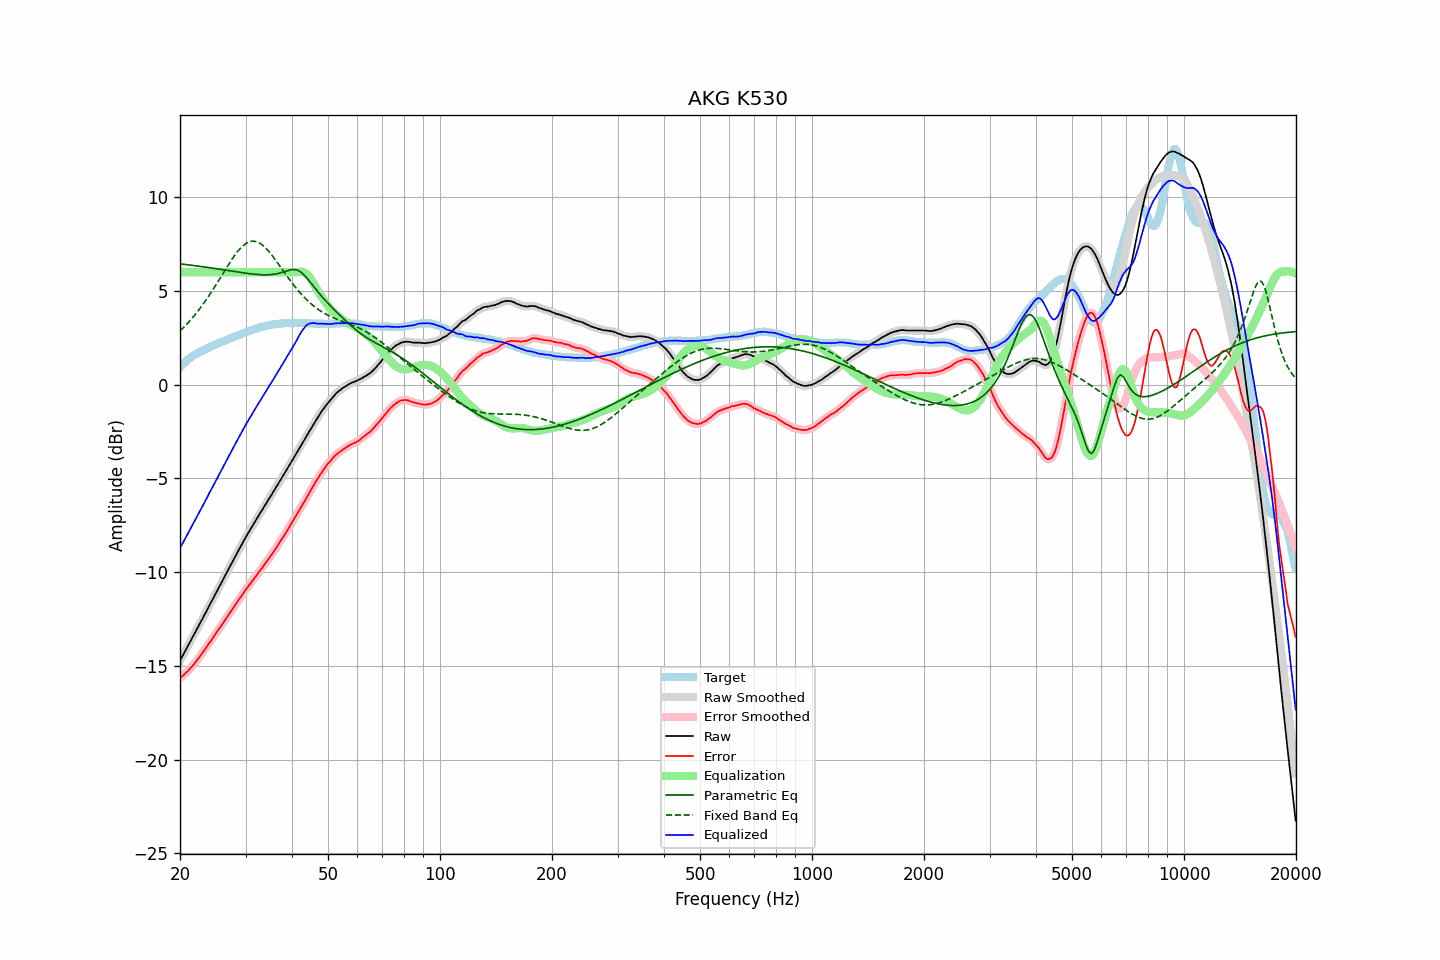 AKG K530
Amplitude (dBr)
10
5
0
−5
−10
−15
−20
−25
20
50
100
200
500
1000
2000
5000
10000
20000
Frequency (Hz)
Target
Raw Smoothed
Error Smoothed
Raw
Error
Equalization
Parametric Eq
Fixed Band Eq
Equalized